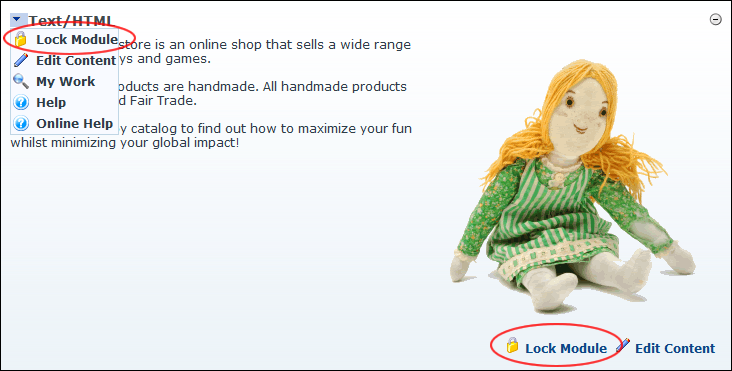 Text/HTML
Lock Module
store is an online shop that sells a wide range
Edit Content
ys and games.
My Work
oducts are handmade. All handmade products
Help
d Fair Trade.
Online Help
y catalog to find out how to maximize your fun
whilst minimizing your global impact!
Lock Module
Edit Content